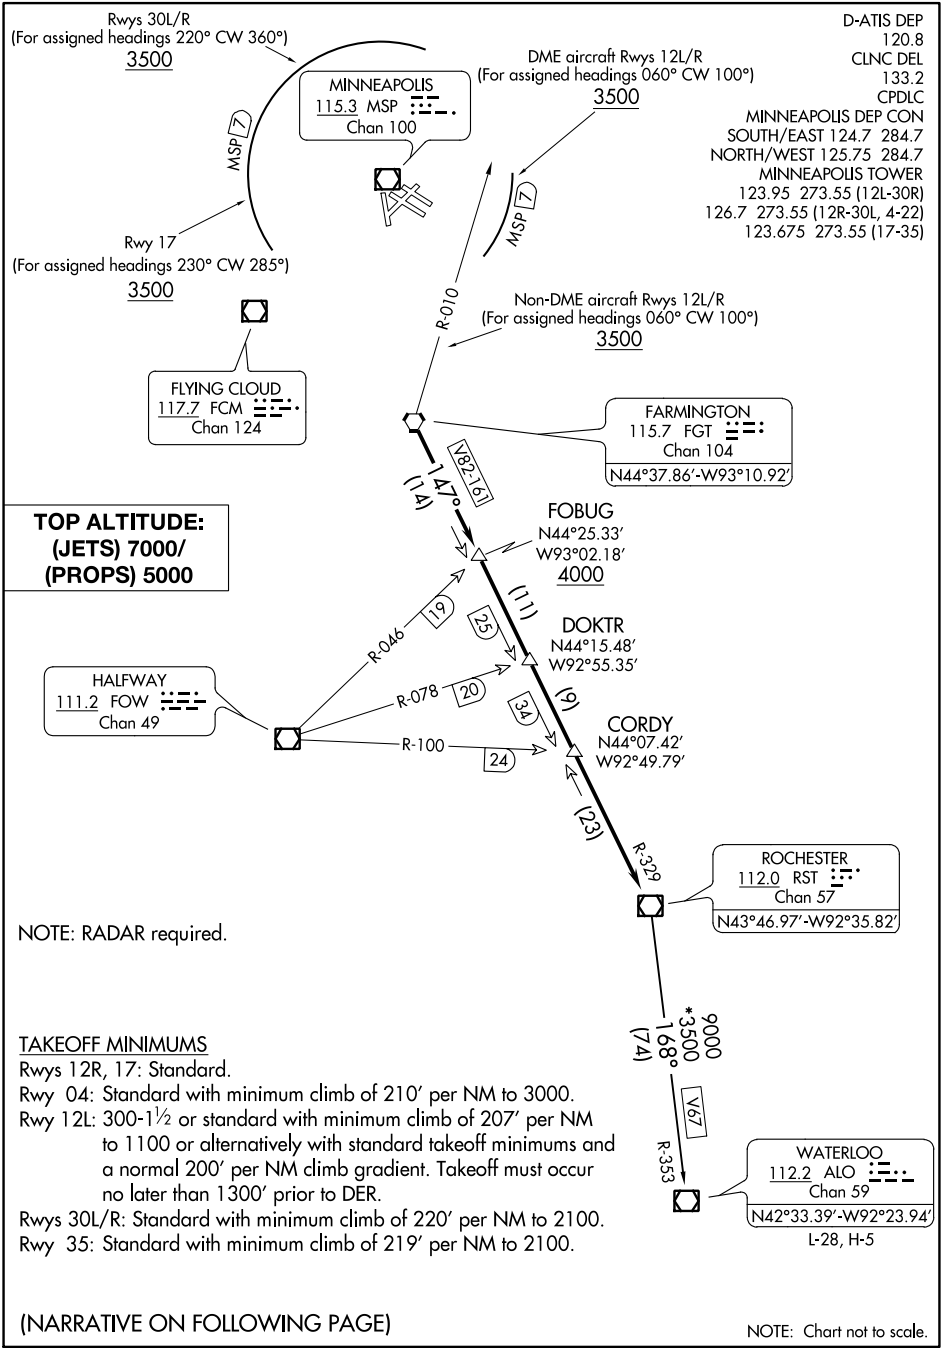 Rwys 30L/R
(For assigned headings 220° CW 360°)
3500
MSP 7
Rwy 17
(For assigned headings 230° CW 285°)
3500
MINNEAPOLIS
115.3 MSP
Chan 100
DME aircraft Rwys 12L/R
(For assigned headings 060° CW 100°)
3500
MSP 7
D-ATIS DEP
120.8
CLNC DEL
133.2
CPDLC
MINNEAPOLIS DEP CON
SOUTH/EAST 124.7 284.7
NORTH/WEST 125.75 284.7
MINNEAPOLIS TOWER
123.95 273.55 (12L-30R)
126.7 273.55 (12R-30L, 4-22)
123.675 273.55 (17-35)
R-010
Non-DME aircraft Rwys 12L/R
(For assigned headings 060° CW 100°)
3500
FLYING CLOUD
117.7 FCM
Chan 124
FARMINGTON
115.7 FGT
Chan 104
N44°37.86'-W93°10.92'
V82-161
147°
(14)
TOP ALTITUDE:
(JETS) 7000/
(PROPS) 5000
FOBUG
N44°25.33'
W93°02.18'
4000
(11)
R-046
19
25
DOKTR
N44°15.48'
W92°55.35'
HALFWAY
111.2 FOW
Chan 49
R-078
20
(9)
34
CORDY
N44°07.42'
W92°49.79'
R-100
24
(23)
R-329
ROCHESTER
112.0 RST
Chan 57
N43°46.97'-W92°35.82'
NOTE: RADAR required.
9000
*3500
168°
(74)
V67
R-353
WATERLOO
112.2 ALO
Chan 59
N42°33.39'-W92°23.94'
L-28, H-5
TAKEOFF MINIMUMS
Rwys 12R, 17: Standard.
Rwy 04: Standard with minimum climb of 210' per NM to 3000.
Rwy 12L: 300-1½ or standard with minimum climb of 207' per NM
to 1100 or alternatively with standard takeoff minimums and
a normal 200' per NM climb gradient. Takeoff must occur
no later than 1300' prior to DER.
Rwys 30L/R: Standard with minimum climb of 220' per NM to 2100.
Rwy 35: Standard with minimum climb of 219' per NM to 2100.
(NARRATIVE ON FOLLOWING PAGE)
NOTE: Chart not to scale.